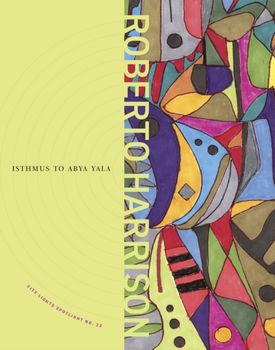 ROBERTO HARRISON
ISTHMUS TO ABYA YALA
CITY LIGHTS SPOTLIGHT NO. 23